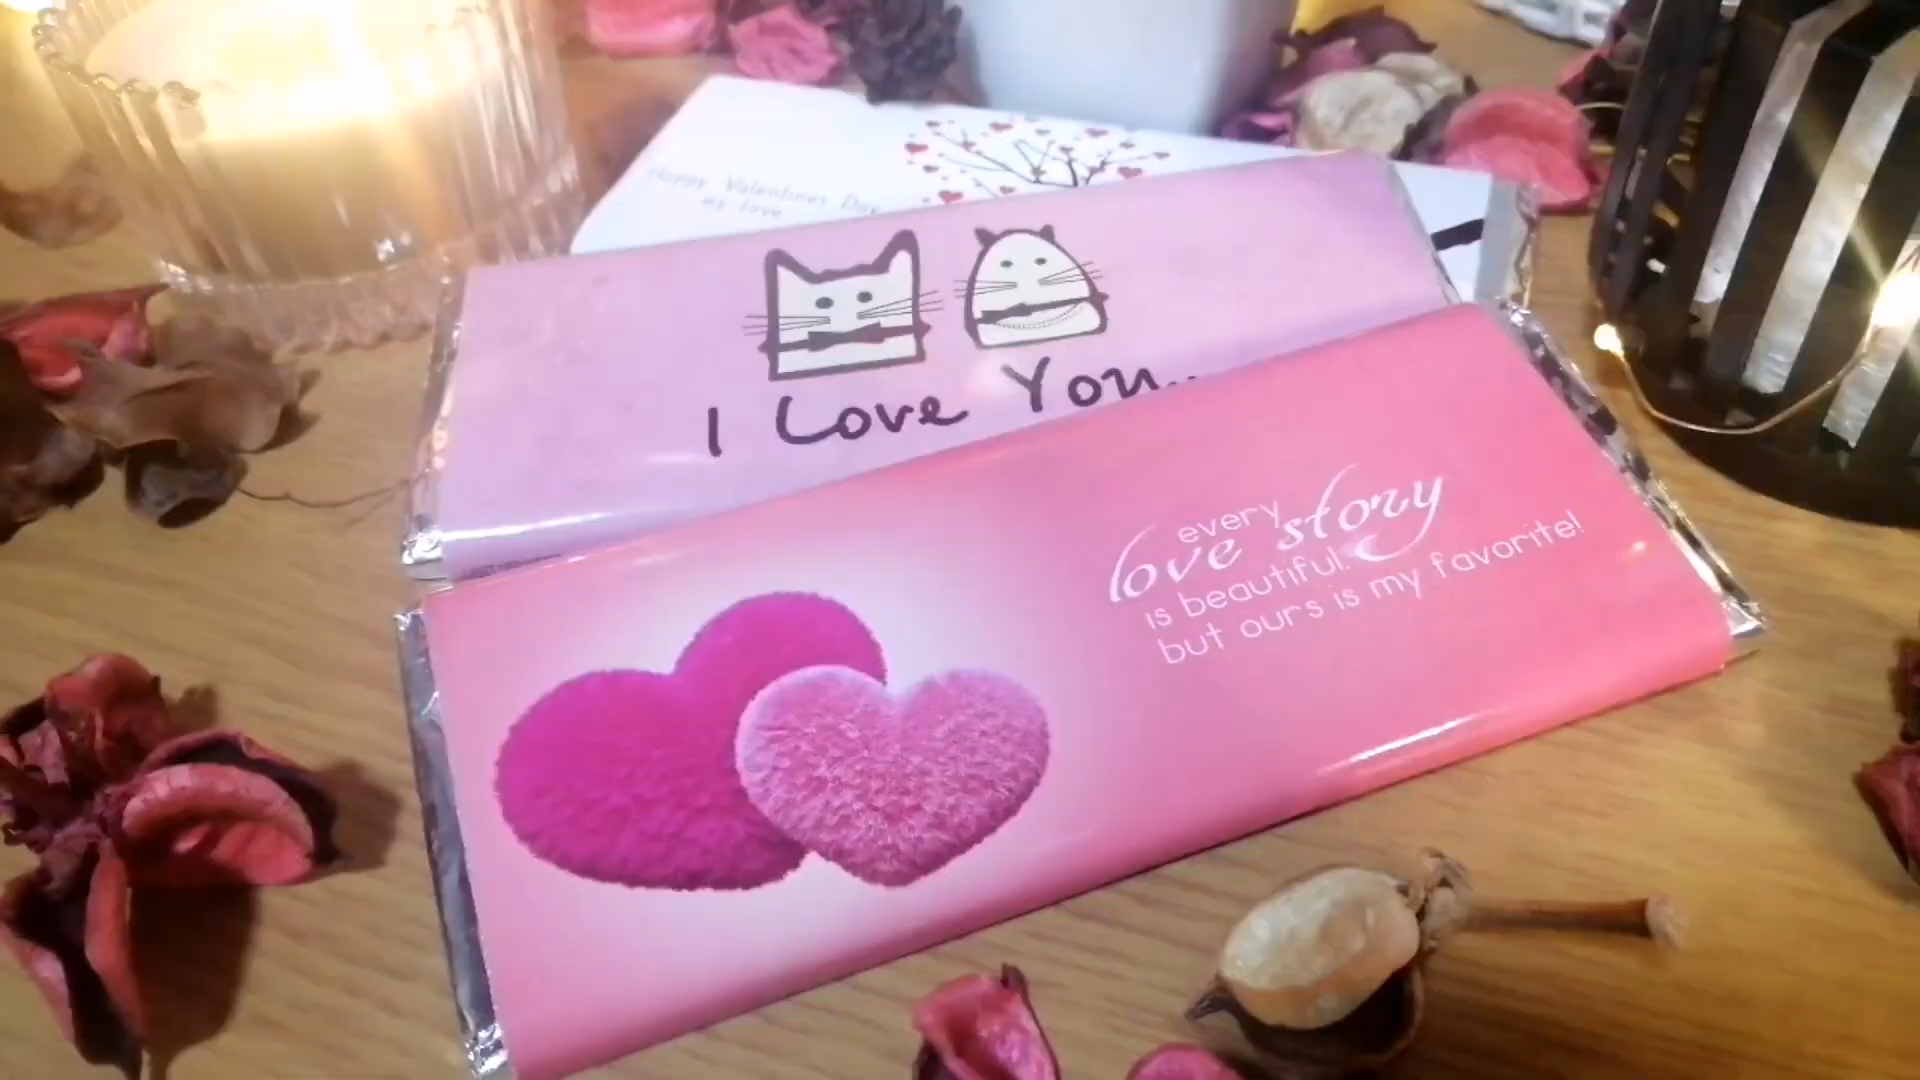 Happy Valentines Day
my love
I Love You...
every
love story
is beautiful.
but ours is my favorite!